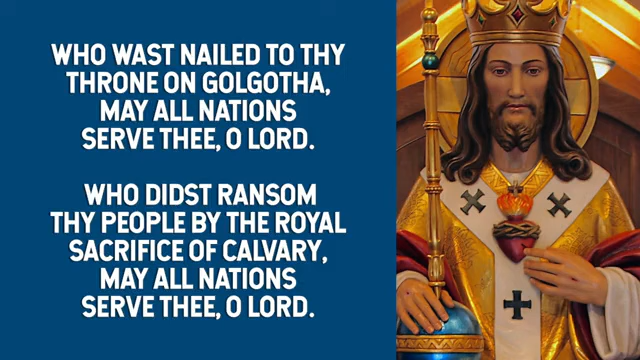 WHO WAST NAILED TO THY
THRONE ON GOLGOTHA,
MAY ALL NATIONS
SERVE THEE, O LORD.
WHO DIDST RANSOM
THY PEOPLE BY THE ROYAL
SACRIFICE OF CALVARY,
MAY ALL NATIONS
SERVE THEE, O LORD.